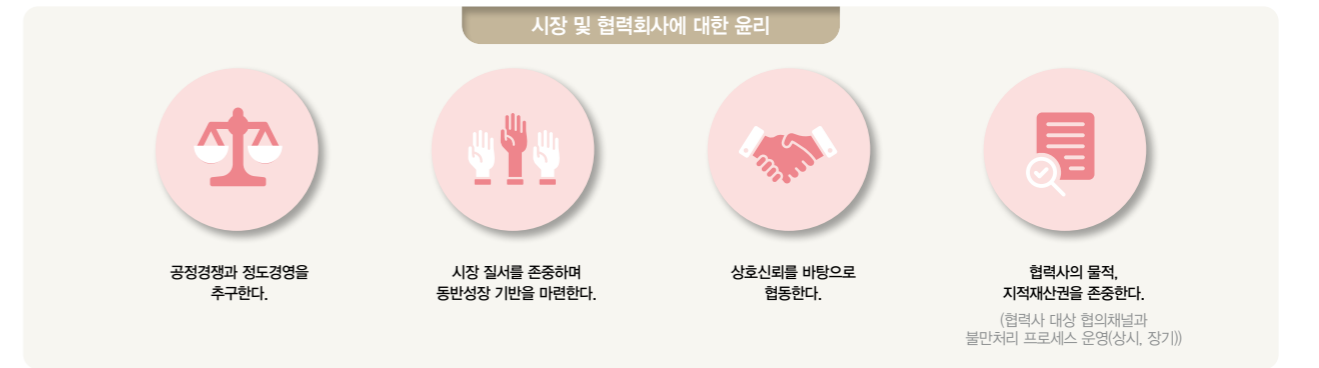 시장 및 협력회사에 대한 윤리
공정경쟁과 정도경영을
추구한다.
시장 질서를 존중하며
동반성장 기반을 마련한다.
상호신뢰를 바탕으로
협동한다.
협력사의 물적,
지적재산권을 존중한다.
(협력사 대상 협의채널과
불만처리 프로세스 운영(상시, 장기))